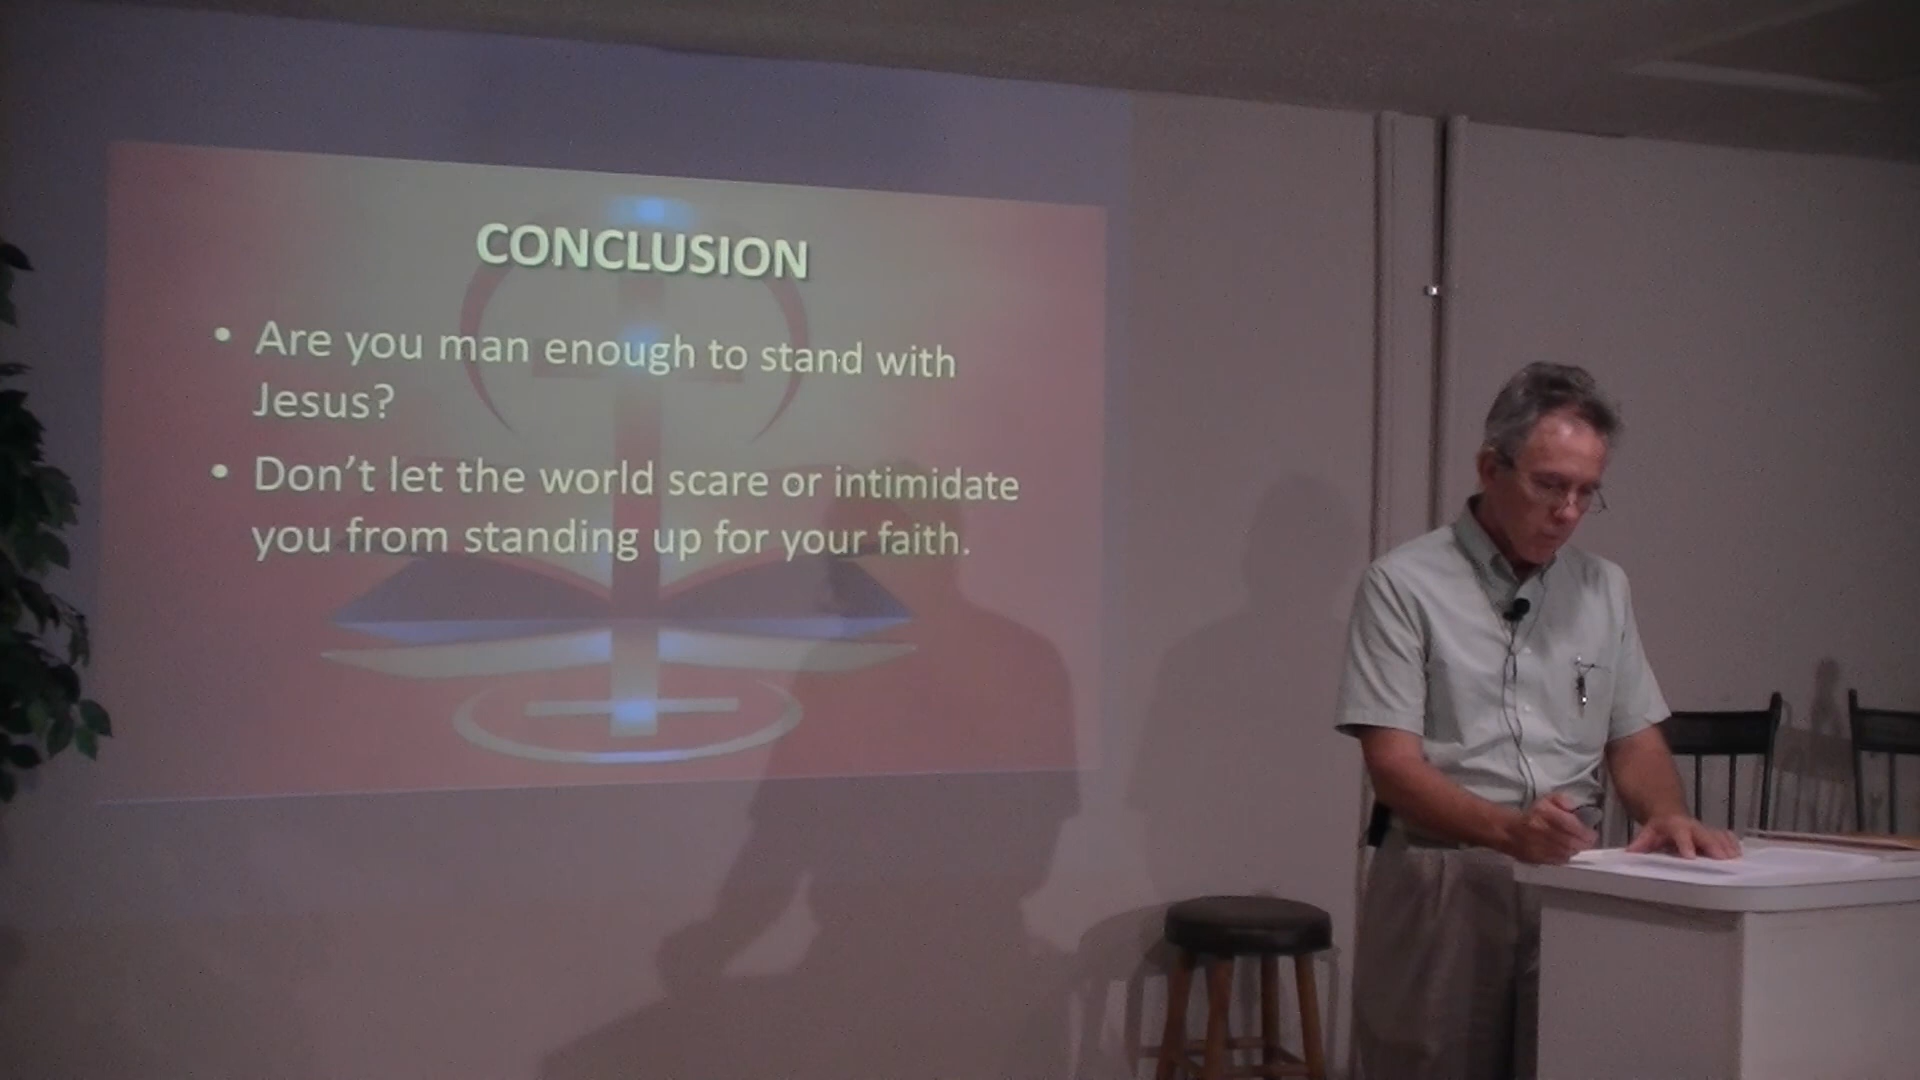 CONCLUSION
• Are you man enough to stand with
Jesus?
• Don’t let the world scare or intimidate
you from standing up for your faith.